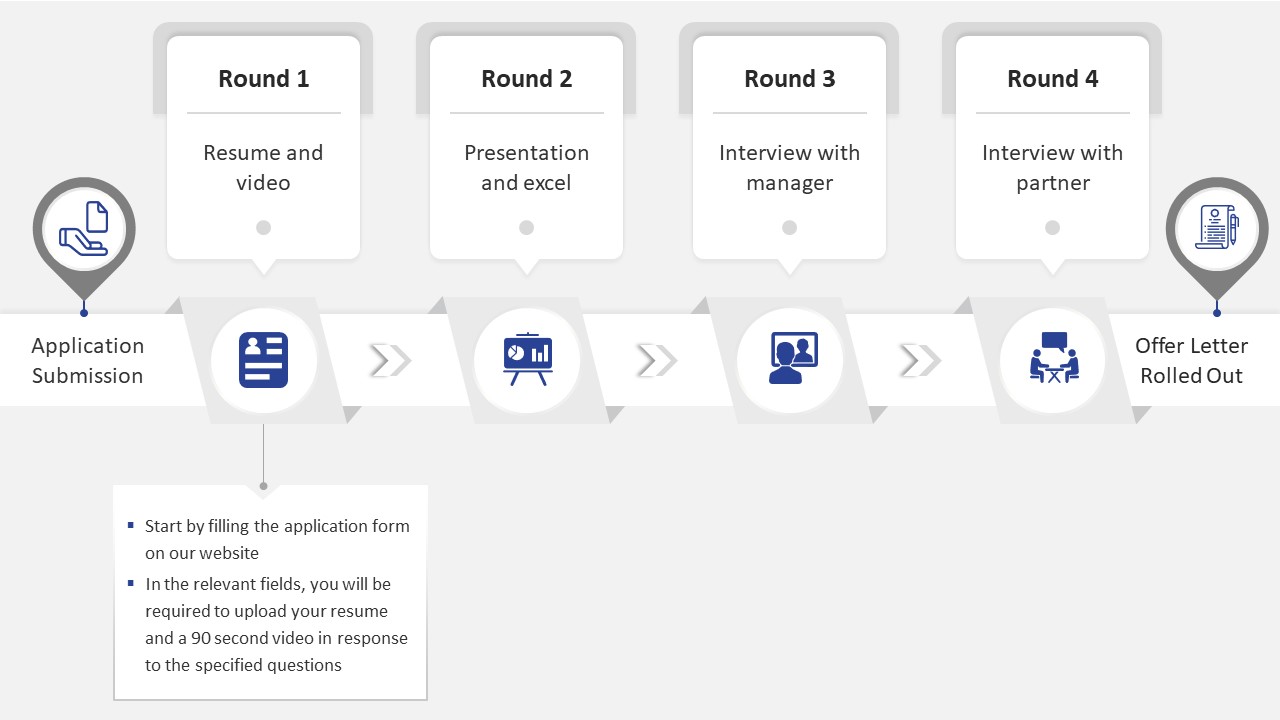 Round 1
Resume and
video
Round 2
Presentation
and excel
Round 3
Interview with
manager
Round 4
Interview with
partner
Application
Submission
Offer Letter
Rolled Out
Start by filling the application form
on our website
In the relevant fields, you will be
required to upload your resume
and a 90 second video in response
to the specified questions